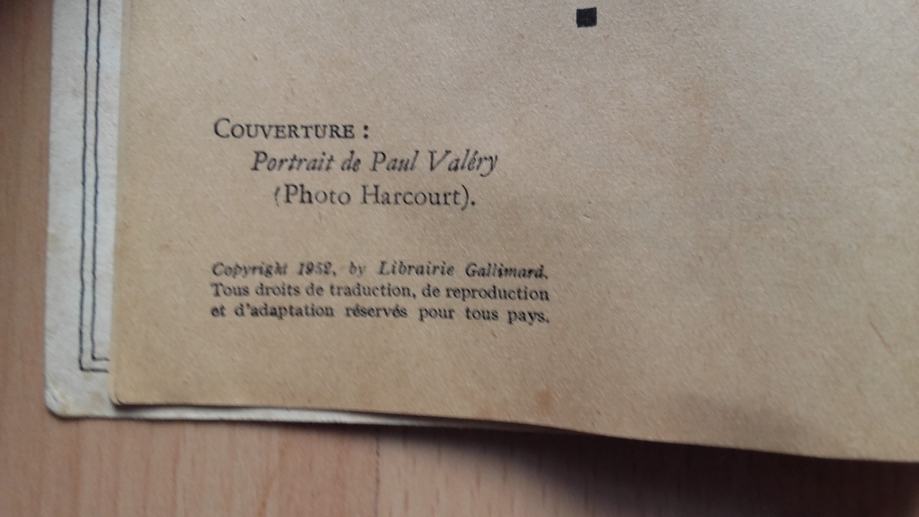 COUVERTURE :
Portrait de Paul Valéry
(Photo Harcourt).
Copyright 1952, by Librairie Gallimard.
Tous droits de traduction, de reproduction
et d'adaptation réservés pour tous pays.